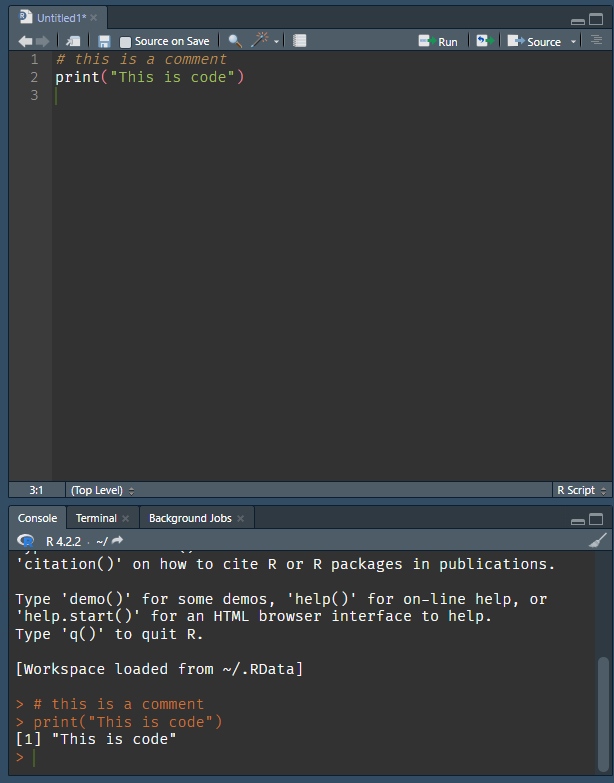 Untitled1*
Source on Save Run Source
1 # this is a comment
2 print("This is code")
3
3:1 (Top Level) R Script
Console Terminal Background Jobs
R 4.2.2 · ~/
'citation()' on how to cite R or R packages in publications.
Type 'demo()' for some demos, 'help()' for on-line help, or
'help.start()' for an HTML browser interface to help.
Type 'q()' to quit R.
[Workspace loaded from ~/.RData]
> # this is a comment
> print("This is code")
[1] "This is code"
>